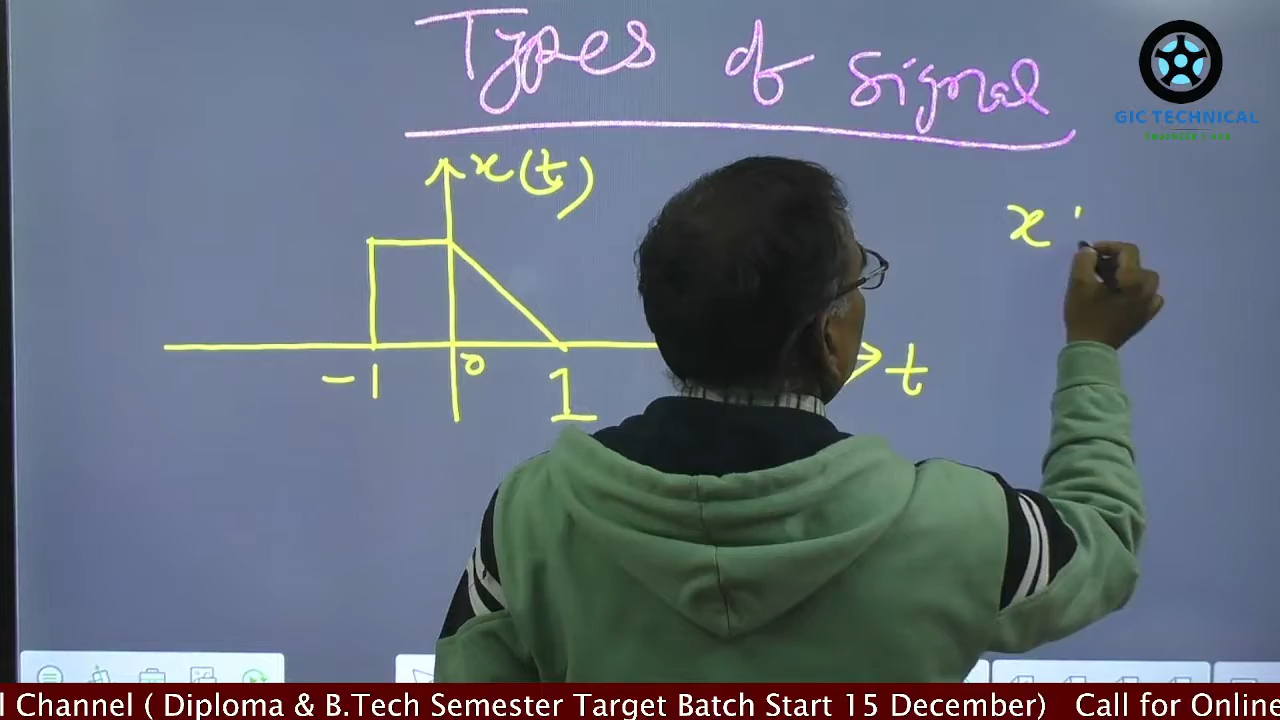 Types of Signal
GIC TECHNICAL
x(t)
x
-1 0 1 t
l Channel ( Diploma & B.Tech Semester Target Batch Start 15 December) Call for Online